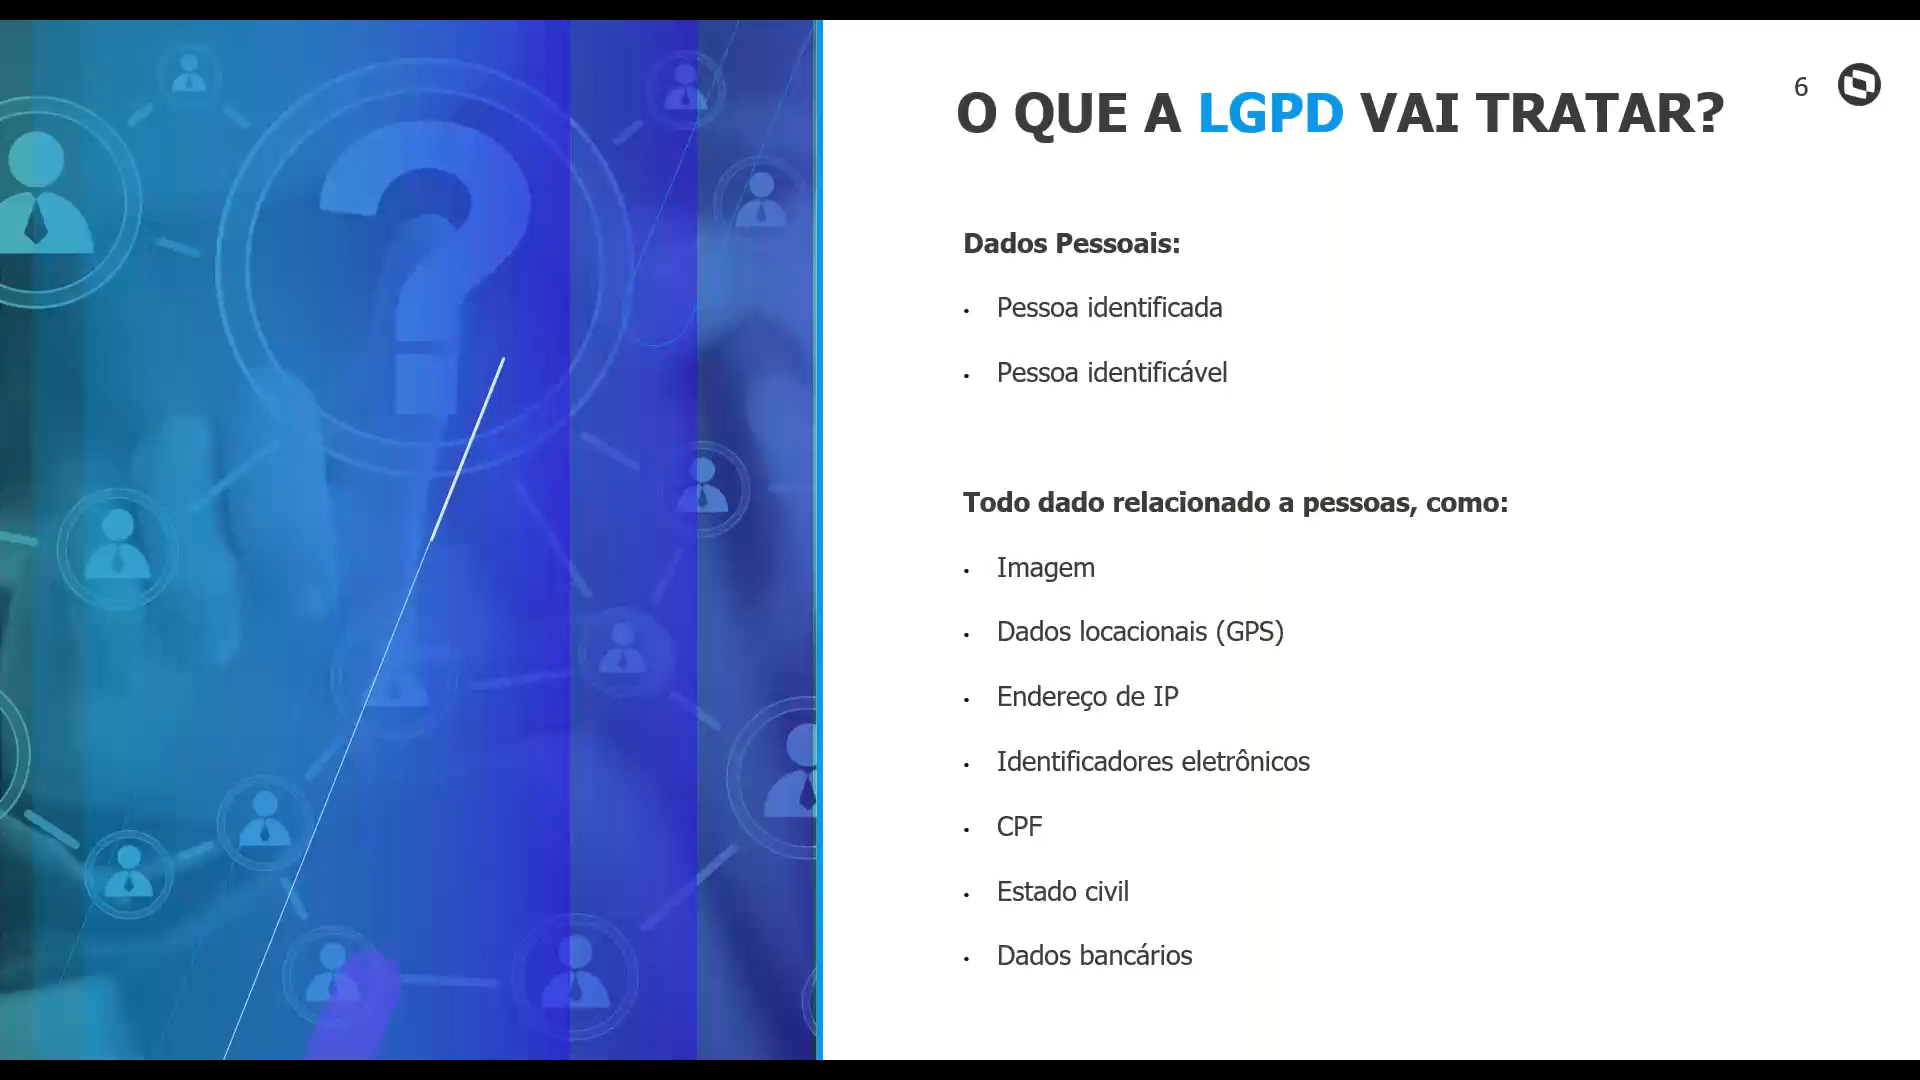 O QUE A LGPD VAI TRATAR?
6
Dados Pessoais:
• Pessoa identificada
• Pessoa identificável
Todo dado relacionado a pessoas, como:
• Imagem
• Dados locacionais (GPS)
• Endereço de IP
• Identificadores eletrônicos
• CPF
• Estado civil
• Dados bancários